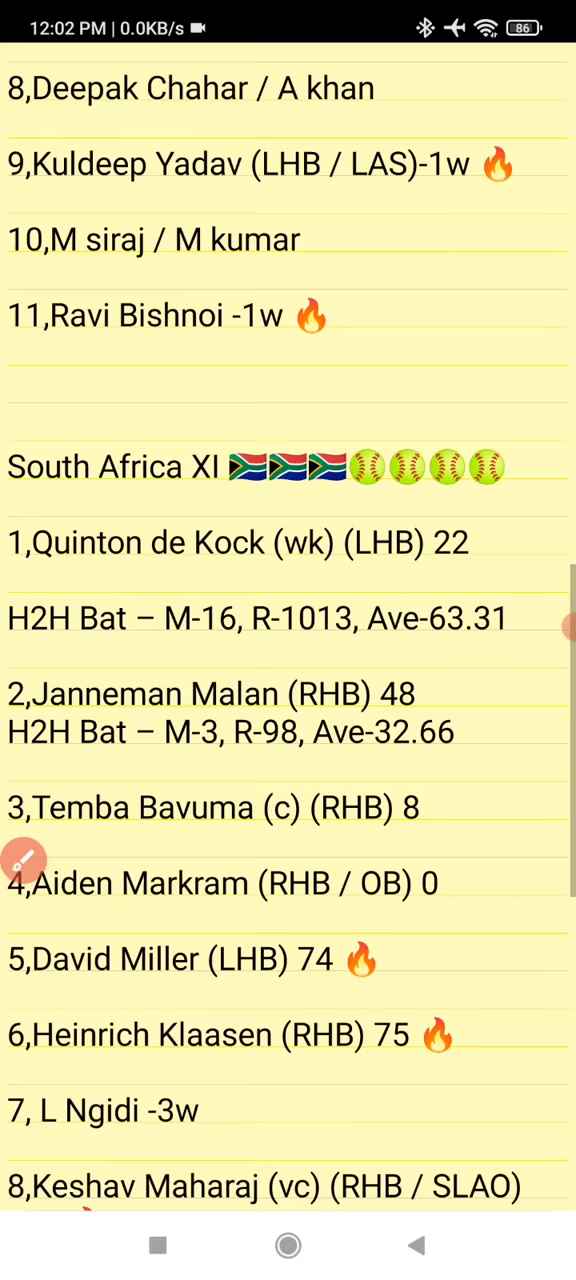 12:02 PM | 0.0KB/s 86
8,Deepak Chahar / A khan
9,Kuldeep Yadav (LHB / LAS)-1w 🔥
10,M siraj / M kumar
11,Ravi Bishnoi -1w 🔥
South Africa XI 🇿🇦🇿🇦🇿🇦🥎🥎🥎🥎
1,Quinton de Kock (wk) (LHB) 22
H2H Bat – M-16, R-1013, Ave-63.31
2,Janneman Malan (RHB) 48
H2H Bat – M-3, R-98, Ave-32.66
3,Temba Bavuma (c) (RHB) 8
4,Aiden Markram (RHB / OB) 0
5,David Miller (LHB) 74 🔥
6,Heinrich Klaasen (RHB) 75 🔥
7, L Ngidi -3w
8,Keshav Maharaj (vc) (RHB / SLAO)